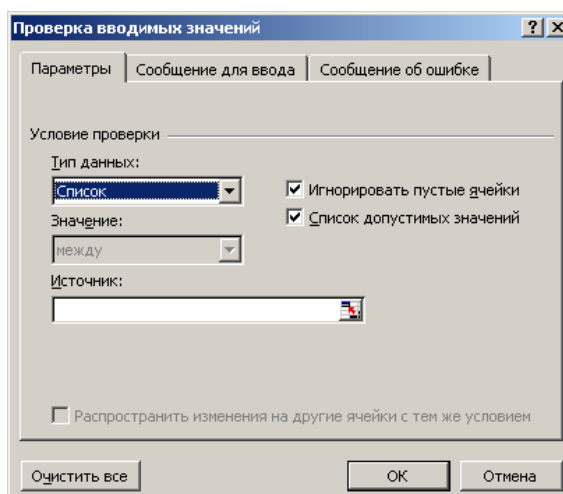 Проверка вводимых значений
Параметры Сообщение для ввода Сообщение об ошибке
Условие проверки
Тип данных:
Список
Игнорировать пустые ячейки
Значение:
Список допустимых значений
между
Источник:
Распространить изменения на другие ячейки с тем же условием
Очистить все ОК Отмена